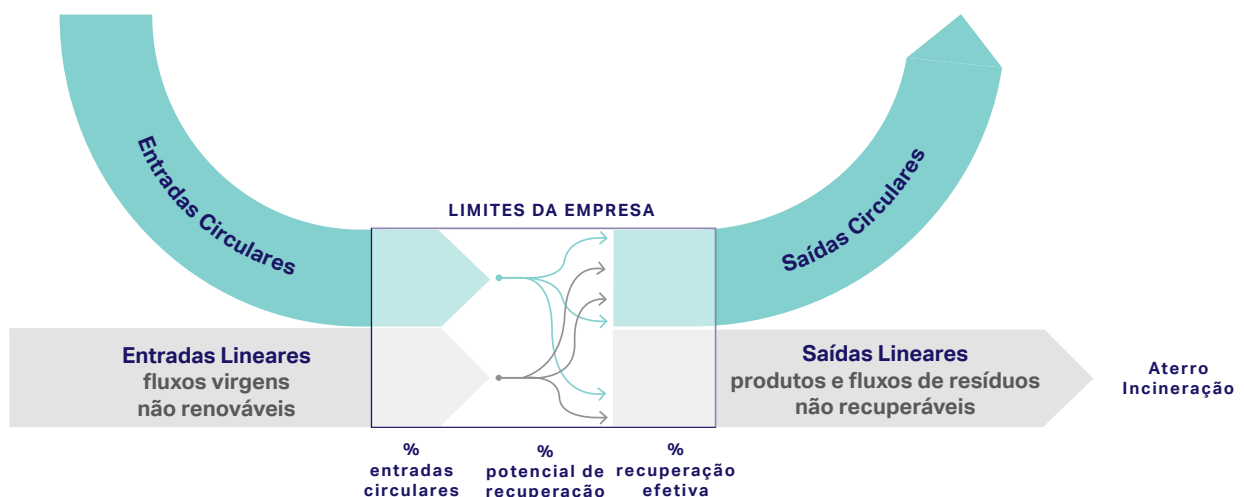 Entradas Circulares
Saídas Circulares
LIMITES DA EMPRESA
Entradas Lineares
fluxos virgens
não renováveis
Saídas Lineares
produtos e fluxos de resíduos
não recuperáveis
Aterro
Incineração
%
entradas
circulares
%
potencial de
recuperação
%
recuperação
efetiva